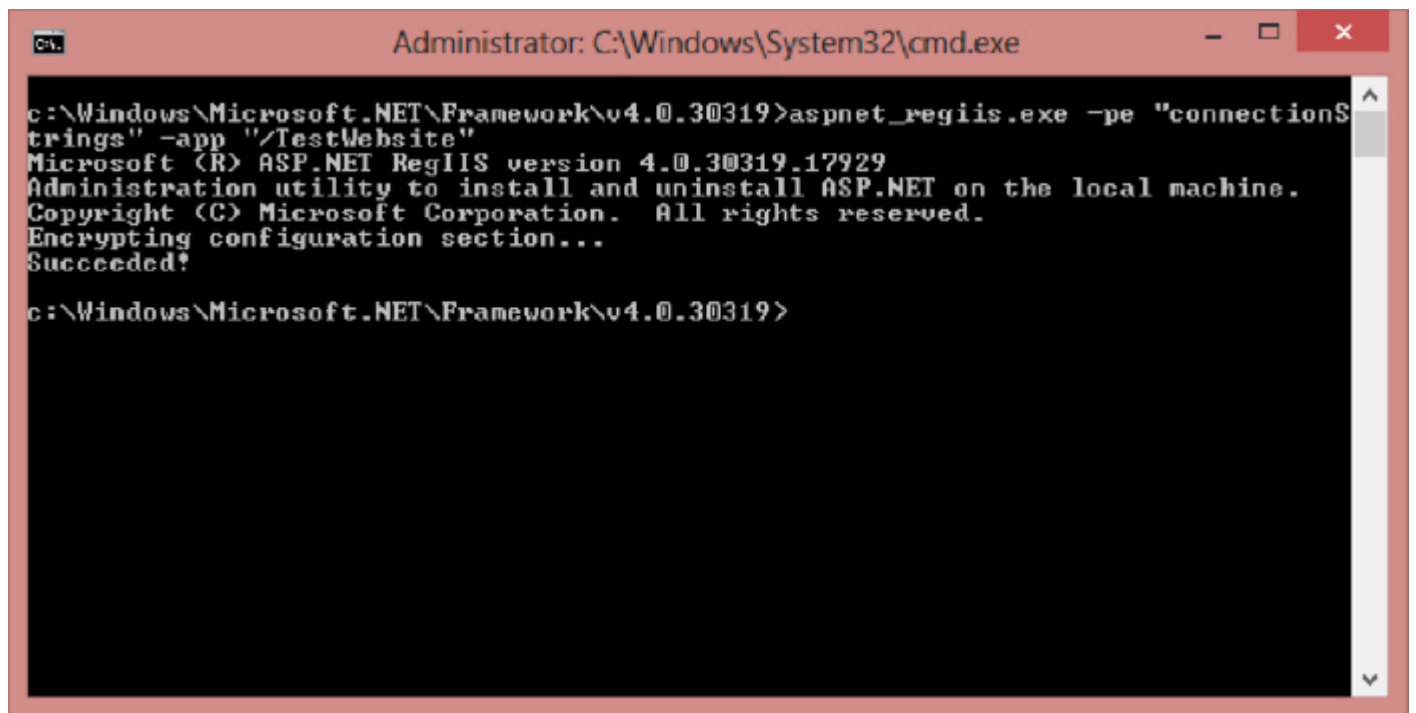 Administrator: C:\Windows\System32\cmd.exe
c:\Windows\Microsoft.NET\Framework\v4.0.30319>aspnet_regiis.exe -pe "connectionS
trings" -app "/TestWebsite"
Microsoft (R) ASP.NET RegIIS version 4.0.30319.17929
Administration utility to install and uninstall ASP.NET on the local machine.
Copyright (C) Microsoft Corporation.  All rights reserved.
Encrypting configuration section...
Succeeded!
c:\Windows\Microsoft.NET\Framework\v4.0.30319>